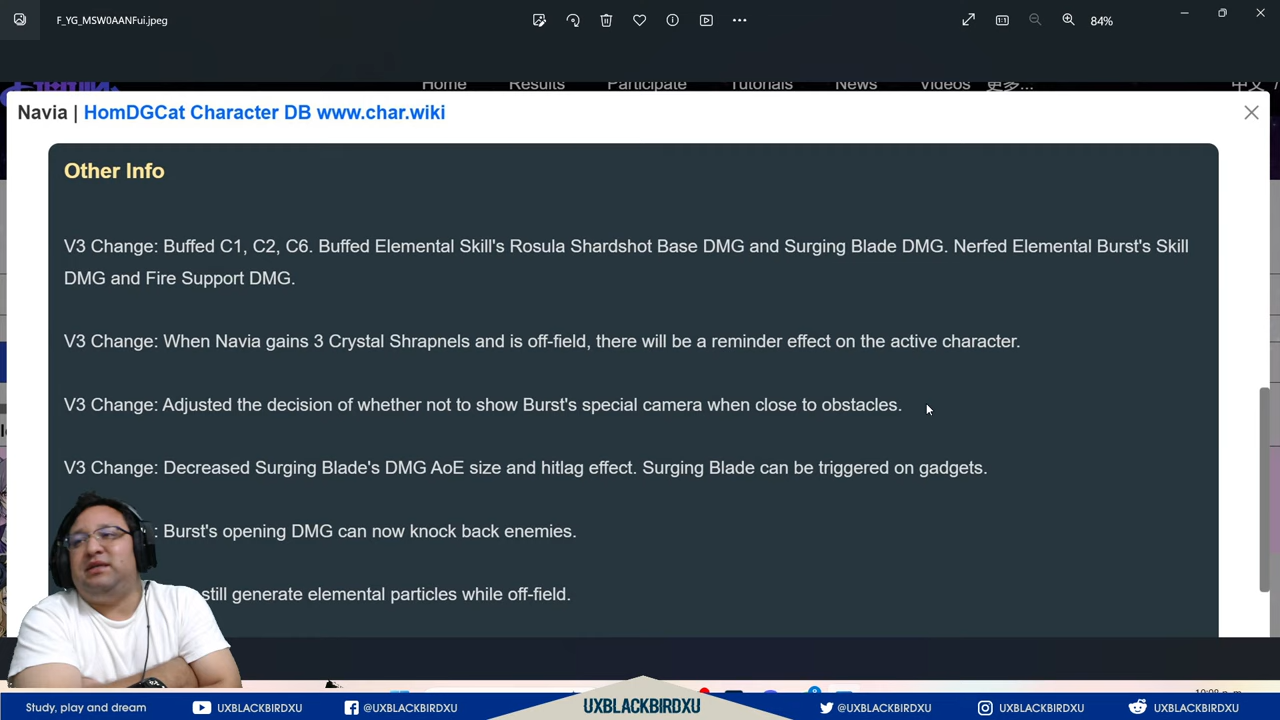 F_YG_MSW0AANFui.jpeg
84%
Home Results Participate Tutorials News Videos 更多... 中文
Navia | HomDGCat Character DB www.char.wiki
Other Info
V3 Change: Buffed C1, C2, C6. Buffed Elemental Skill's Rosula Shardshot Base DMG and Surging Blade DMG. Nerfed Elemental Burst's Skill
DMG and Fire Support DMG.
V3 Change: When Navia gains 3 Crystal Shrapnels and is off-field, there will be a reminder effect on the active character.
V3 Change: Adjusted the decision of whether not to show Burst's special camera when close to obstacles.
V3 Change: Decreased Surging Blade's DMG AoE size and hitlag effect. Surging Blade can be triggered on gadgets.
: Burst's opening DMG can now knock back enemies.
still generate elemental particles while off-field.
Study, play and dream UXBLACKBIRDXU @UXBLACKBIRDXU UXBLACKBIRDXU @UXBLACKBIRDXU UXBLACKBIRDXU UXBLACKBIRDXU